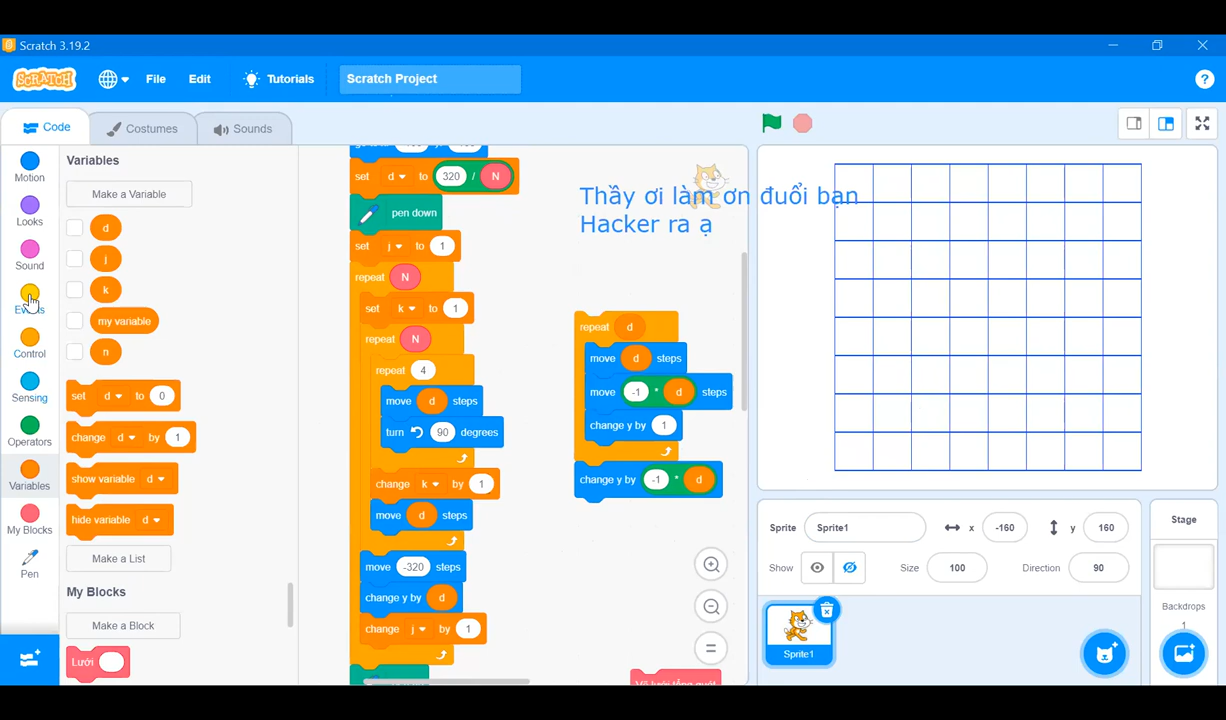 Scratch 3.19.2
SCRATCH File Edit Tutorials Scratch Project ?
Code Costumes Sounds
Motion
Looks
Sound
Events
Control
Sensing
Operators
Variables
My Blocks
Pen
Variables
Make a Variable
d
j
k
my variable
n
set d to 0
change d by 1
show variable d
hide variable d
Make a List
My Blocks
Make a Block
Lưới
set d to 320 / N
pen down
set j to 1
repeat N
set k to 1
repeat N
repeat 4
move d steps
turn 90 degrees
change k by 1
move d steps
move -320 steps
change y by d
change j by 1
Thầy ơi làm ơn đuổi bạn
Hacker ra ạ
repeat d
move d steps
move -1 * d steps
change y by 1
change y by -1 * d
Vẽ lưới tổng quát
Sprite Sprite1 x -160 y 160
Show Size 100 Direction 90
Sprite1
Stage
Backdrops
1